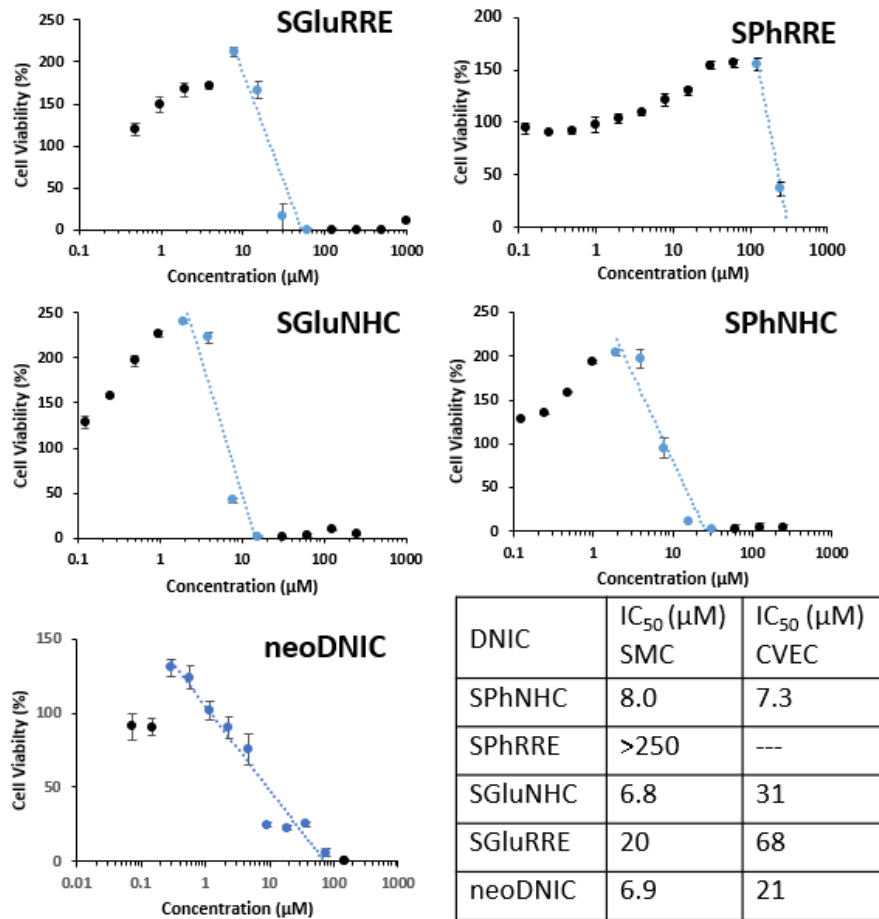 SGluRRE
Cell Viability (%)
250
200
150
100
50
0
0.1 1 10 100 1000
Concentration (µM)
SPhRRE
Cell Viability (%)
200
150
100
50
0
0.1 1 10 100 1000
Concentration (µM)
SGluNHC
Cell Viability (%)
250
200
150
100
50
0
0.1 1 10 100 1000
Concentration (µM)
SPhNHC
Cell Viability (%)
250
200
150
100
50
0
0.1 1 10 100 1000
Concentration (µM)
neoDNIC
Cell Viability (%)
150
100
50
0
0.01 0.1 1 10 100 1000
Concentration (µM)
DNIC IC₅₀ (µM) IC₅₀ (µM)
SMC CVEC
SPhNHC 8.0 7.3
SPhRRE >250 ---
SGluNHC 6.8 31
SGluRRE 20 68
neoDNIC 6.9 21